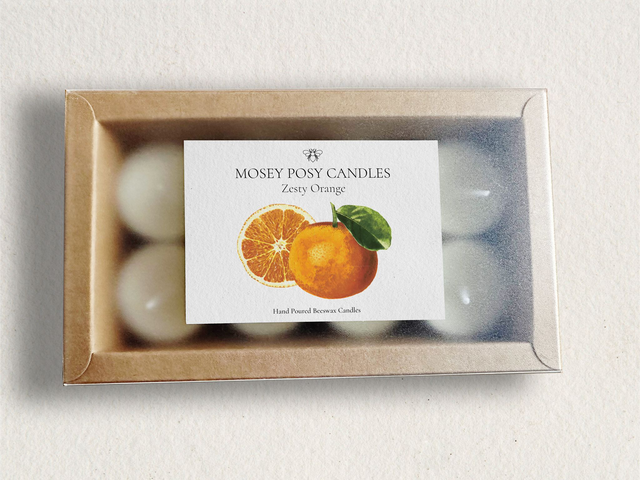 MOSEY POSY CANDLES
Zesty Orange
Hand Poured Beeswax Candles